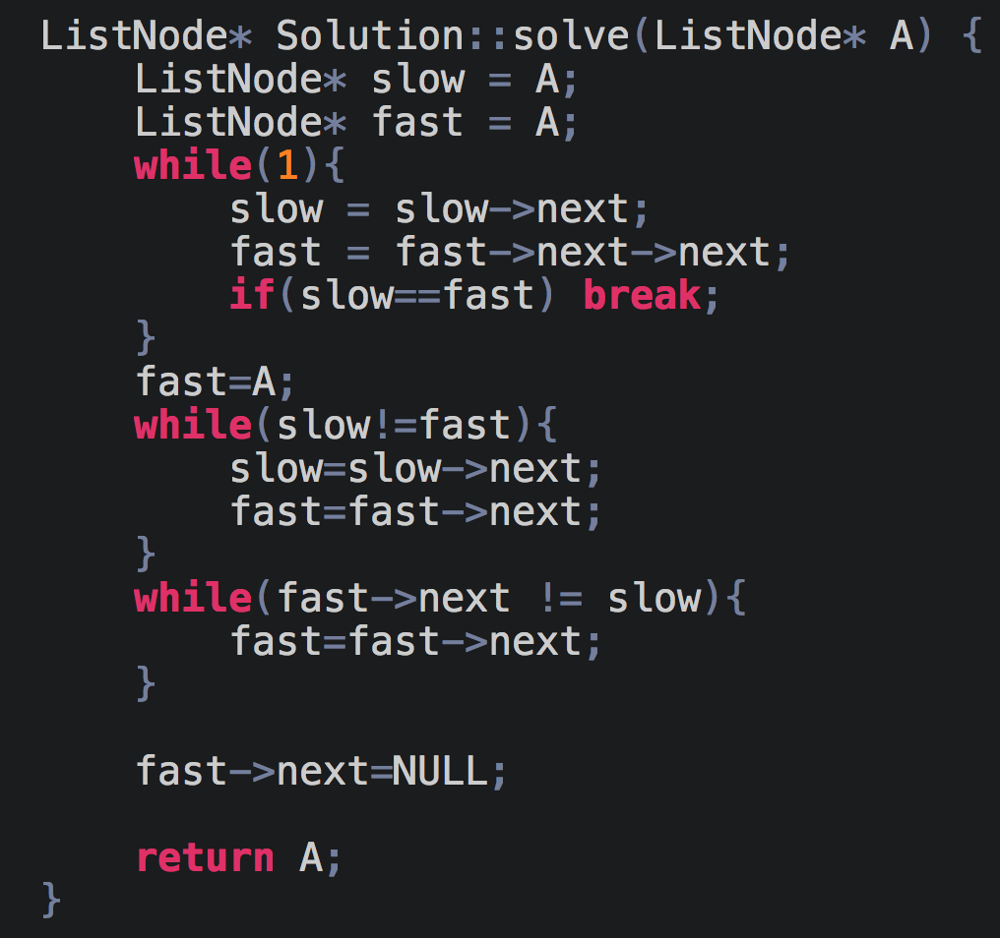 ListNode* Solution::solve(ListNode* A) {
    ListNode* slow = A;
    ListNode* fast = A;
    while(1){
        slow = slow->next;
        fast = fast->next->next;
        if(slow==fast) break;
    }
    fast=A;
    while(slow!=fast){
        slow=slow->next;
        fast=fast->next;
    }
    while(fast->next != slow){
        fast=fast->next;
    }

    fast->next=NULL;

    return A;
}